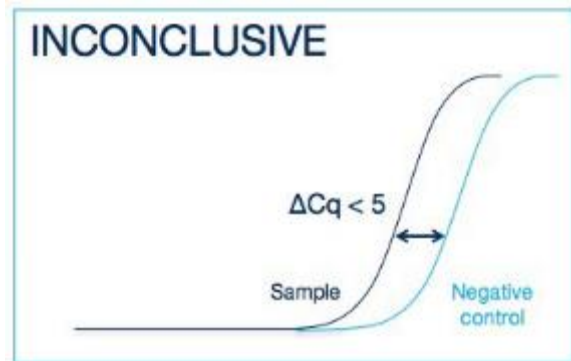 INCONCLUSIVE
ΔCq < 5
Sample
Negative
control